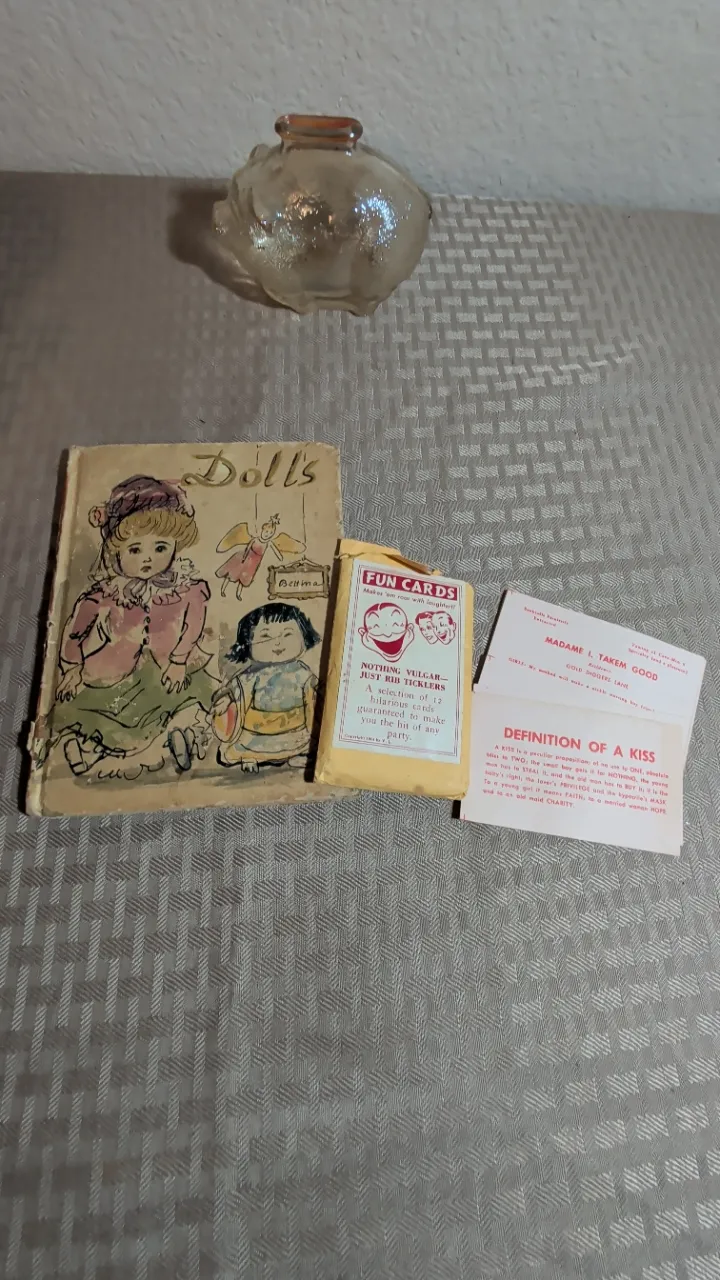 Dolls
Bettina
FUN CARDS
Makes 'em roar with laughter!
NOTHING VULGAR—
JUST RIB TICKLERS
A selection of 12
hilarious cards
guaranteed to make
you the hit of any
party.
Copyright
MADAME I. TAKEM GOOD
GOLD DIGGERS LANE
DEFINITION OF A KISS
A KISS is a peculiar proposition: of no use to ONE, absolute
bliss to TWO; the small boy gets it for NOTHING, the young
man has to STEAL it, and the old man has to BUY it; it is the
baby's right, the lover's PRIVILEGE and the hypocrite's MASK.
To a young girl it means FAITH, to a married woman HOPE,
and to an old maid CHARITY.